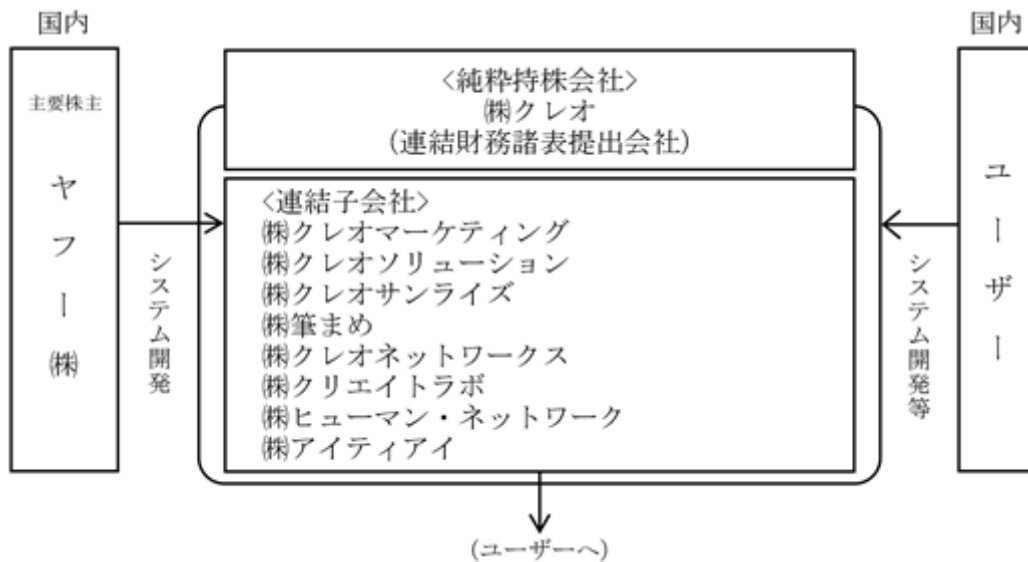 国内
主要株主
ヤフー㈱
システム開発
<純粋持株会社>
㈱クレオ
(連結財務諸表提出会社)
<連結子会社>
㈱クレオマーケティング
㈱クレオソリューション
㈱クレオサンライズ
㈱筆まめ
㈱クレオネットワークス
㈱クリエイトラボ
㈱ヒューマン・ネットワーク
㈱アイティアイ
(ユーザーへ)
システム開発等
国内
ユーザー